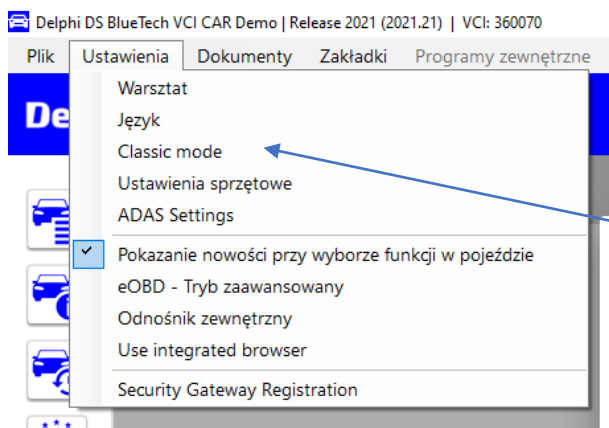 Delphi DS BlueTech VCI CAR Demo | Release 2021 (2021.21) | VCI: 360070
Plik Ustawienia Dokumenty Zakładki Programy zewnętrzne
De
Warsztat
Język
Classic mode
Ustawienia sprzętowe
ADAS Settings
Pokazanie nowości przy wyborze funkcji w pojeździe
eOBD - Tryb zaawansowany
Odnośnik zewnętrzny
Use integrated browser
Security Gateway Registration